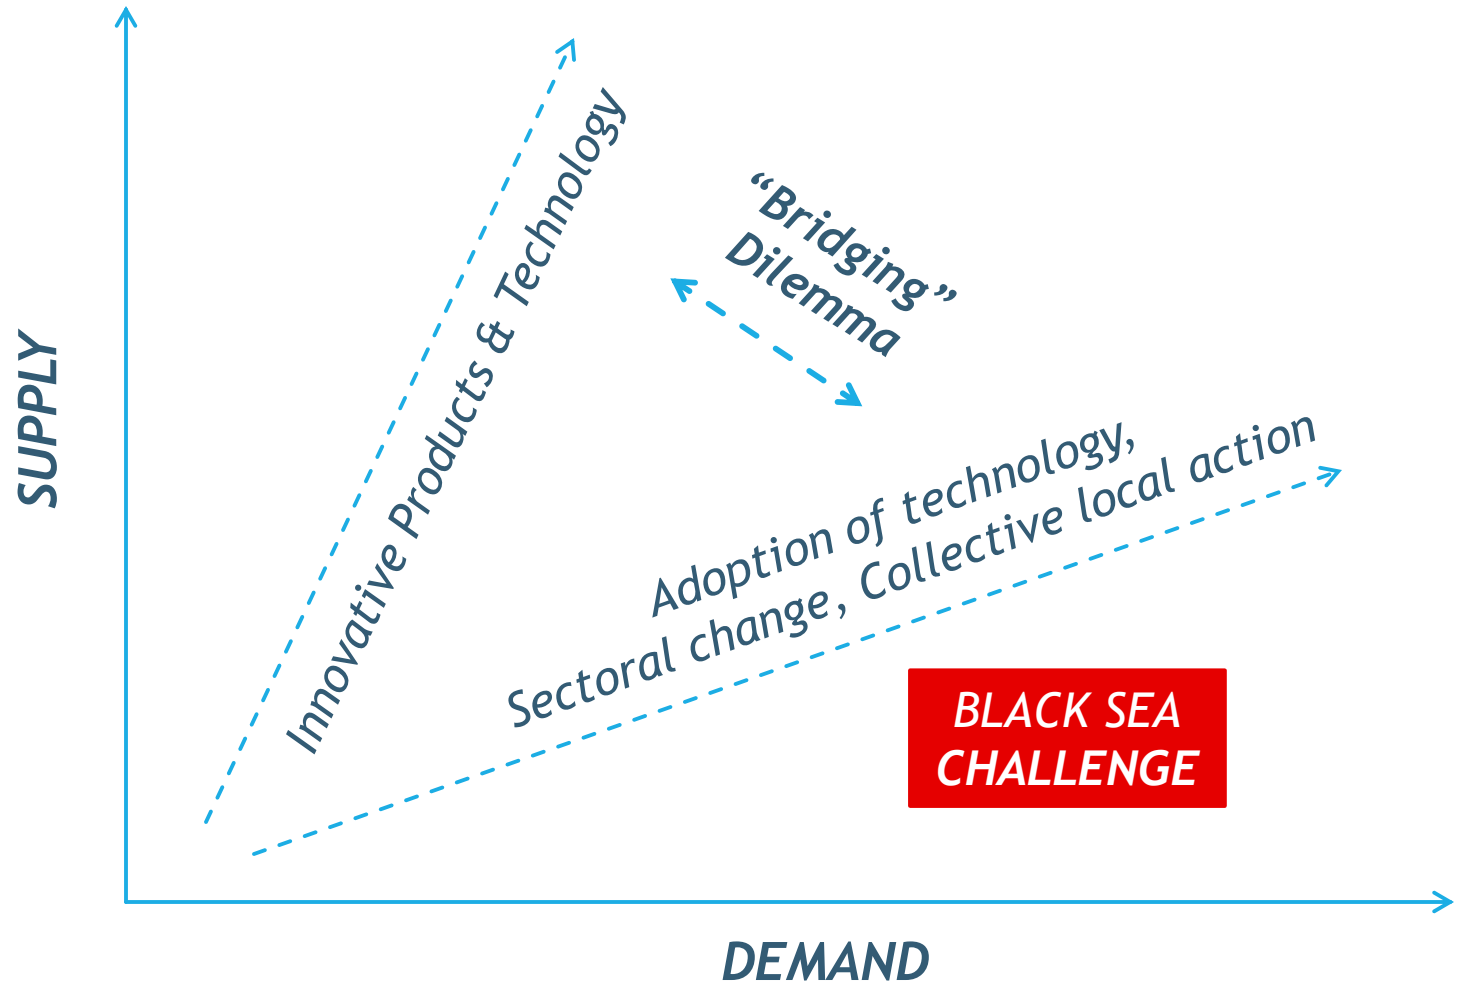 SUPPLY
Innovative Products & Technology
“Bridging”
Dilemma
Adoption of technology,
Sectoral change, Collective local action
BLACK SEA
CHALLENGE
DEMAND